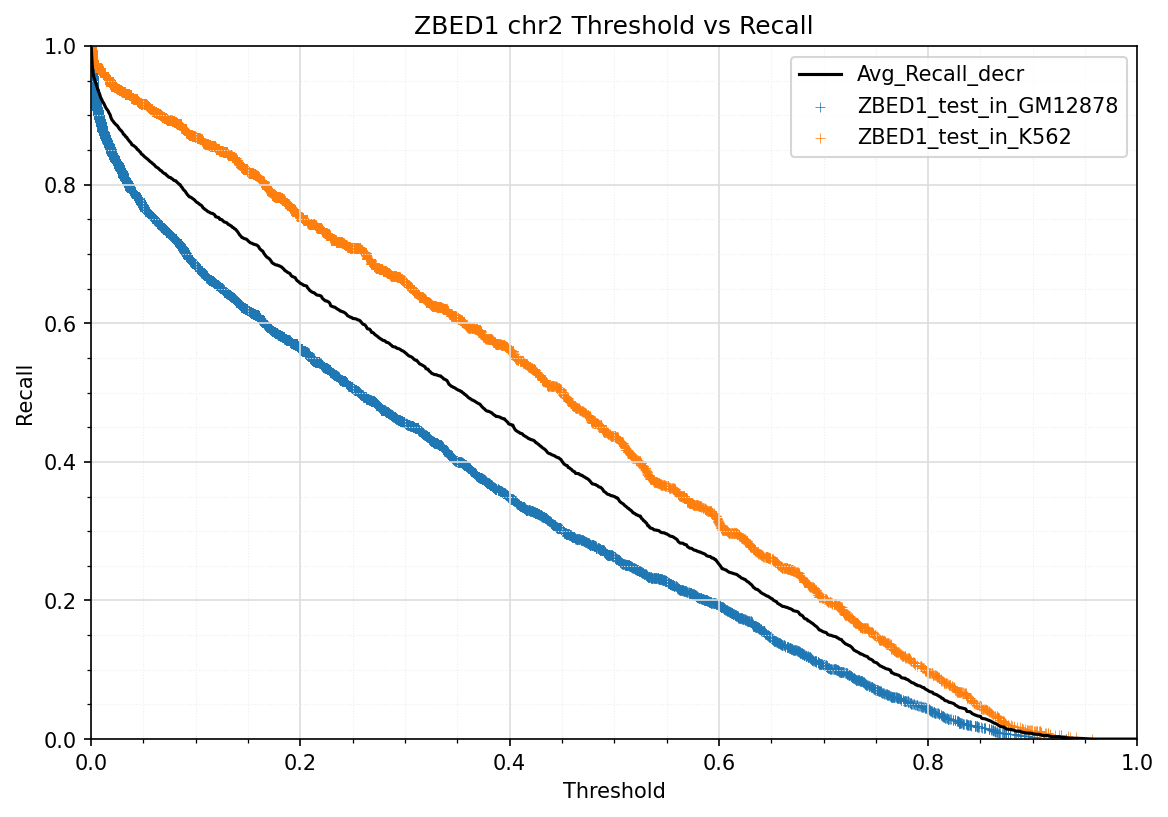 ZBED1 chr2 Threshold vs Recall
Avg_Recall_decr
ZBED1_test_in_GM12878
ZBED1_test_in_K562
1.0
0.8
0.6
0.4
0.2
0.0
Recall
0.0 0.2 0.4 0.6 0.8 1.0
Threshold